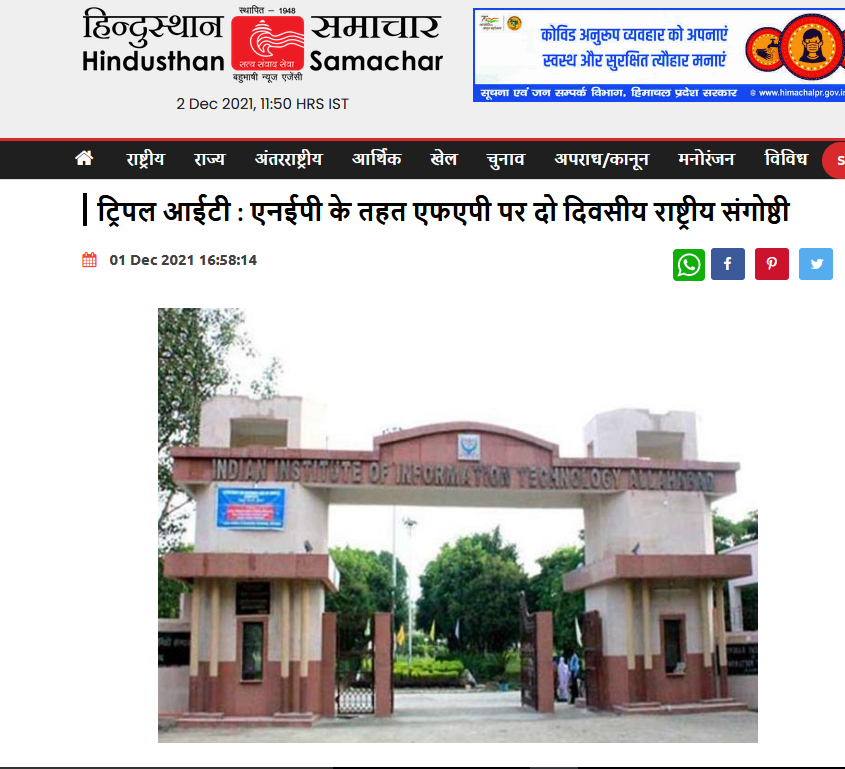 हिन्दुस्थान समाचार
स्थापित – 1948
Hindusthan Samachar
सत्य संवाद सेवा
बहुभाषी न्यूज एजेंसी
2 Dec 2021, 11:50 HRS IST
कोविड अनुरूप व्यवहार को अपनाएं
स्वस्थ और सुरक्षित त्यौहार मनाएं
सूचना एवं जन सम्पर्क विभाग, हिमाचल प्रदेश सरकार www.himachalpr.gov.in
राष्ट्रीय राज्य अंतरराष्ट्रीय आर्थिक खेल चुनाव अपराध/कानून मनोरंजन विविध S
ट्रिपल आईटी : एनईपी के तहत एफएपी पर दो दिवसीय राष्ट्रीय संगोष्ठी
01 Dec 2021 16:58:14
INDIAN INSTITUTE OF INFORMATION TECHNOLOGY ALLAHABAD